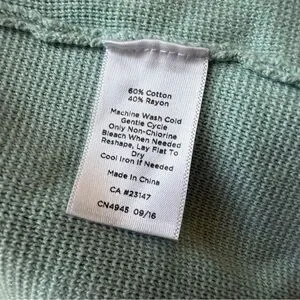 60% Cotton
40% Rayon
Machine Wash Cold
Gentle Cycle
Only Non-Chlorine
Bleach When Needed
Reshape, Lay Flat To
Dry
Cool Iron If Needed
Made In China
CA #23147
CN4945 09/16